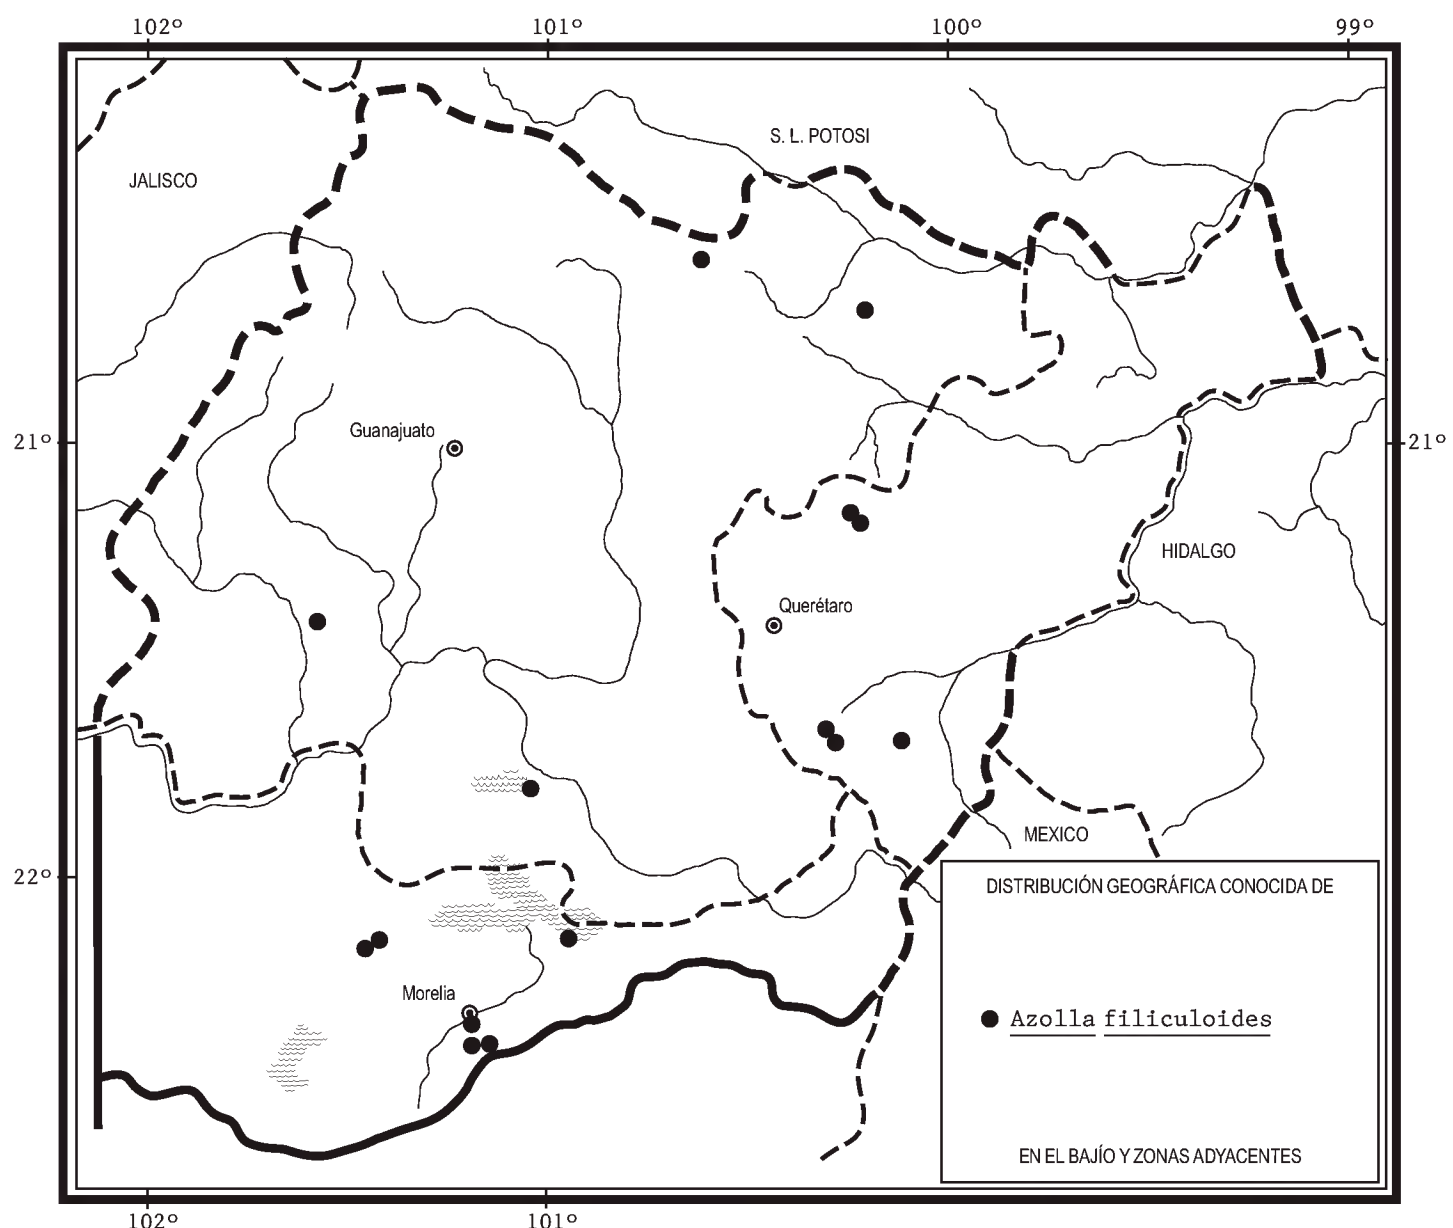 102º 101º 100º 99º
S. L. POTOSI
JALISCO
Guanajuato
21º 21º
HIDALGO
Querétaro
MEXICO
22º
DISTRIBUCIÓN GEOGRÁFICA CONOCIDA DE
Morelia
Azolla filiculoides
EN EL BAJÍO Y ZONAS ADYACENTES
102º 101º